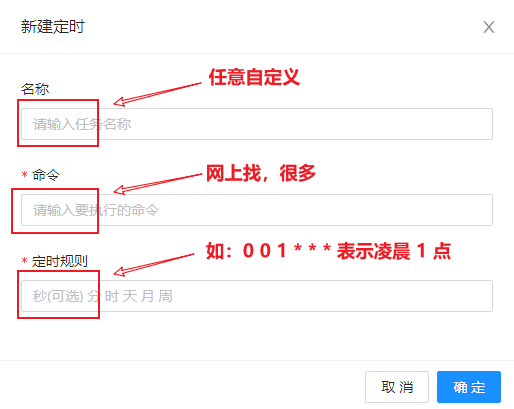 新建定时
任意自定义
名称
请输入任务名称
网上找，很多
* 命令
请输入要执行的命令
如：0 0 1 * * * 表示凌晨 1 点
* 定时规则
秒(可选) 分 时 天 月 周
取 消
确 定